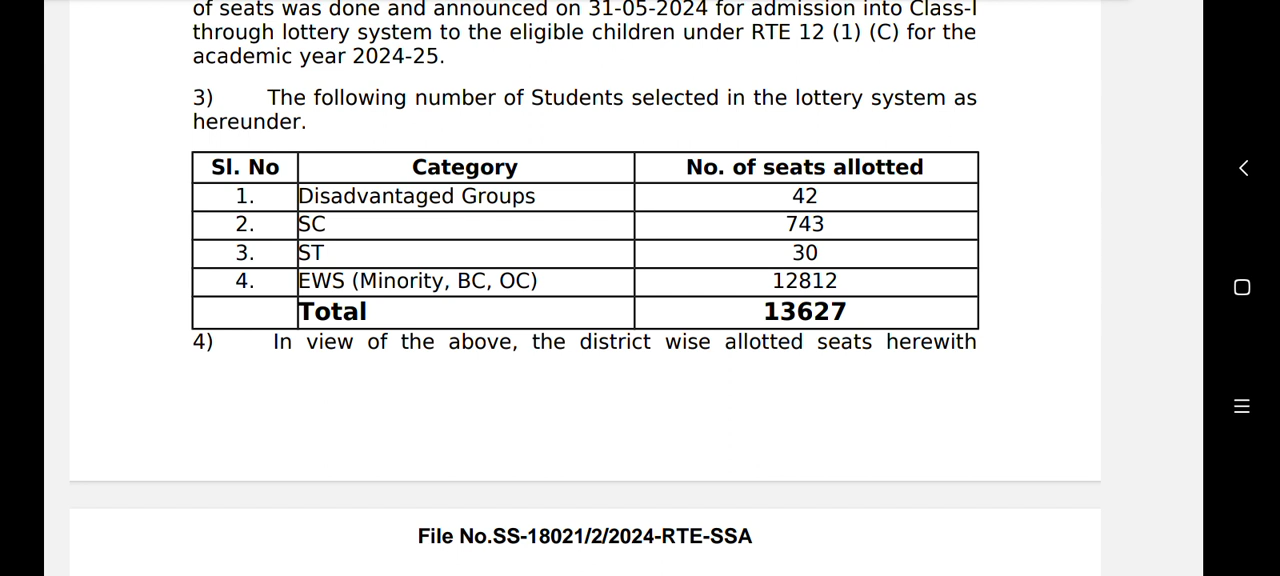 of seats was done and announced on 31-05-2024 for admission into Class-I
through lottery system to the eligible children under RTE 12 (1) (C) for the
academic year 2024-25.
3) The following number of Students selected in the lottery system as
hereunder.
Sl. No Category No. of seats allotted
1. Disadvantaged Groups 42
2. SC 743
3. ST 30
4. EWS (Minority, BC, OC) 12812
Total 13627
4) In view of the above, the district wise allotted seats herewith
File No.SS-18021/2/2024-RTE-SSA